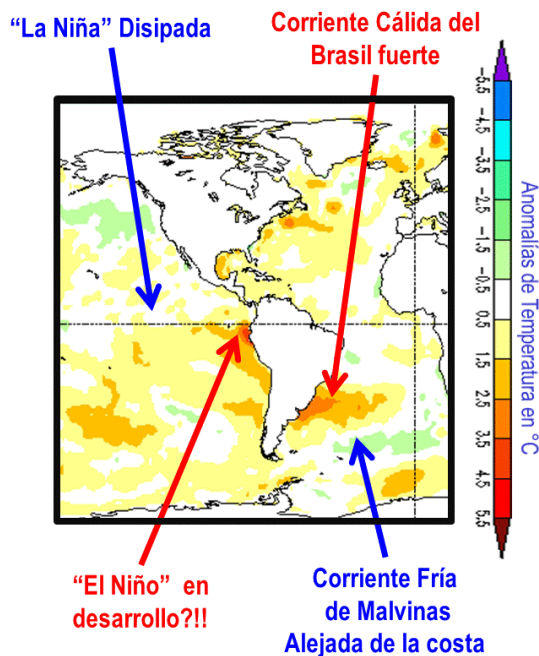 “La Niña” Disipada
Corriente Cálida del
Brasil fuerte
-5.5
-4.5
-3.5
-2.5
-1.5
-0.5
0.5
1.5
2.5
3.5
4.5
5.5
Anomalías de Temperatura en °C
“El Niño” en
desarrollo?!!
Corriente Fría
de Malvinas
Alejada de la costa